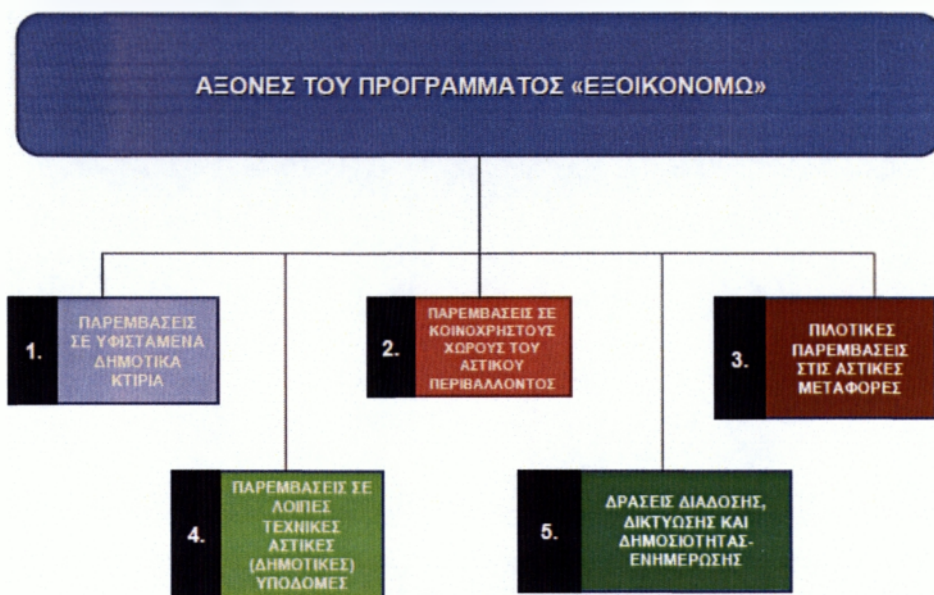 ΑΞΟΝΕΣ ΤΟΥ ΠΡΟΓΡΑΜΜΑΤΟΣ «ΕΞΟΙΚΟΝΟΜΩ»
1.
ΠΑΡΕΜΒΑΣΕΙΣ
ΣΕ ΥΦΙΣΤΑΜΕΝΑ
ΔΗΜΟΤΙΚΑ
ΚΤΙΡΙΑ
2.
ΠΑΡΕΜΒΑΣΕΙΣ ΣΕ
ΚΟΙΝΟΧΡΗΣΤΟΥΣ
ΧΩΡΟΥΣ ΤΟΥ
ΑΣΤΙΚΟΥ
ΠΕΡΙΒΑΛΛΟΝΤΟΣ
3.
ΠΙΛΟΤΙΚΕΣ
ΠΑΡΕΜΒΑΣΕΙΣ
ΣΤΙΣ ΑΣΤΙΚΕΣ
ΜΕΤΑΦΟΡΕΣ
4.
ΠΑΡΕΜΒΑΣΕΙΣ ΣΕ
ΛΟΙΠΕΣ
ΤΕΧΝΙΚΕΣ
ΑΣΤΙΚΕΣ
(ΔΗΜΟΤΙΚΕΣ)
ΥΠΟΔΟΜΕΣ
5.
ΔΡΑΣΕΙΣ ΔΙΑΔΟΣΗΣ,
ΔΙΚΤΥΩΣΗΣ ΚΑΙ
ΔΗΜΟΣΙΟΤΗΤΑΣ-
ΕΝΗΜΕΡΩΣΗΣ